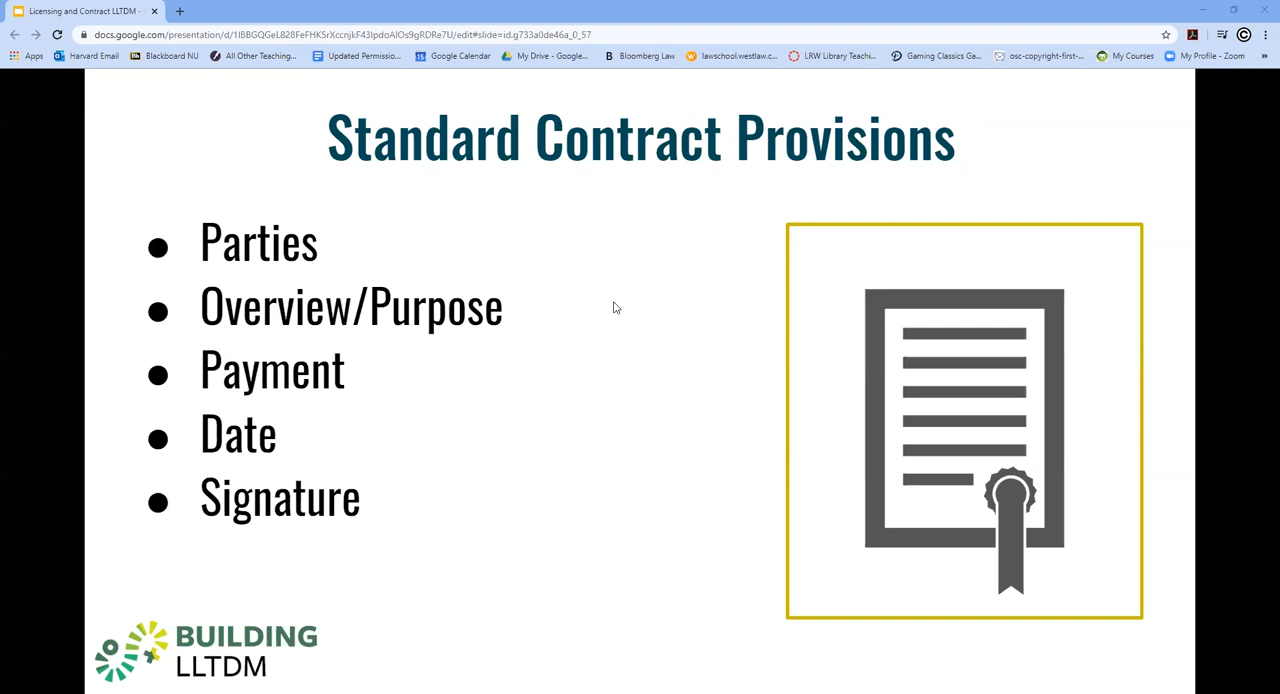 Licensing and Contract LLTDM -
docs.google.com/presentation/d/1IBBGQGeL828FeFHK5rXccnjkF43IpdoAIOs9gRDRe7U/edit#slide=id.g733a0de46a_0_57
Apps Harvard Email Blackboard NU All Other Teaching... Updated Permissio... Google Calendar My Drive - Google... Bloomberg Law lawschool.westlaw.c... LRW Library Teachi... Gaming Classics Ga... osc-copyright-first-... My Courses My Profile - Zoom »
Standard Contract Provisions
● Parties
● Overview/Purpose
● Payment
● Date
● Signature
BUILDING
LLTDM